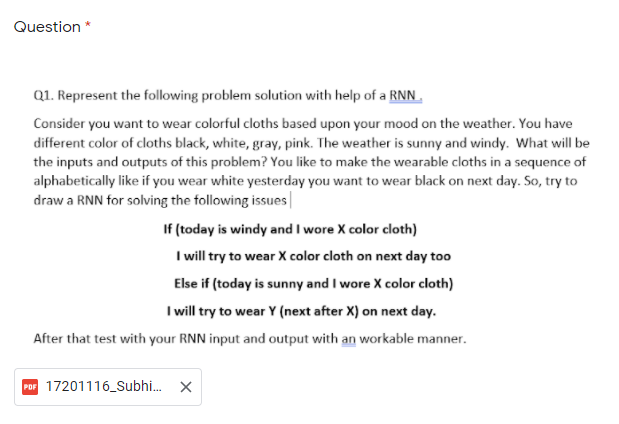 Question *
Q1. Represent the following problem solution with help of a RNN .
Consider you want to wear colorful cloths based upon your mood on the weather. You have
different color of cloths black, white, gray, pink. The weather is sunny and windy. What will be
the inputs and outputs of this problem? You like to make the wearable cloths in a sequence of
alphabetically like if you wear white yesterday you want to wear black on next day. So, try to
draw a RNN for solving the following issues
If (today is windy and I wore X color cloth)
I will try to wear X color cloth on next day too
Else if (today is sunny and I wore X color cloth)
I will try to wear Y (next after X) on next day.
After that test with your RNN input and output with an workable manner.
PDF 17201116_Subhi...